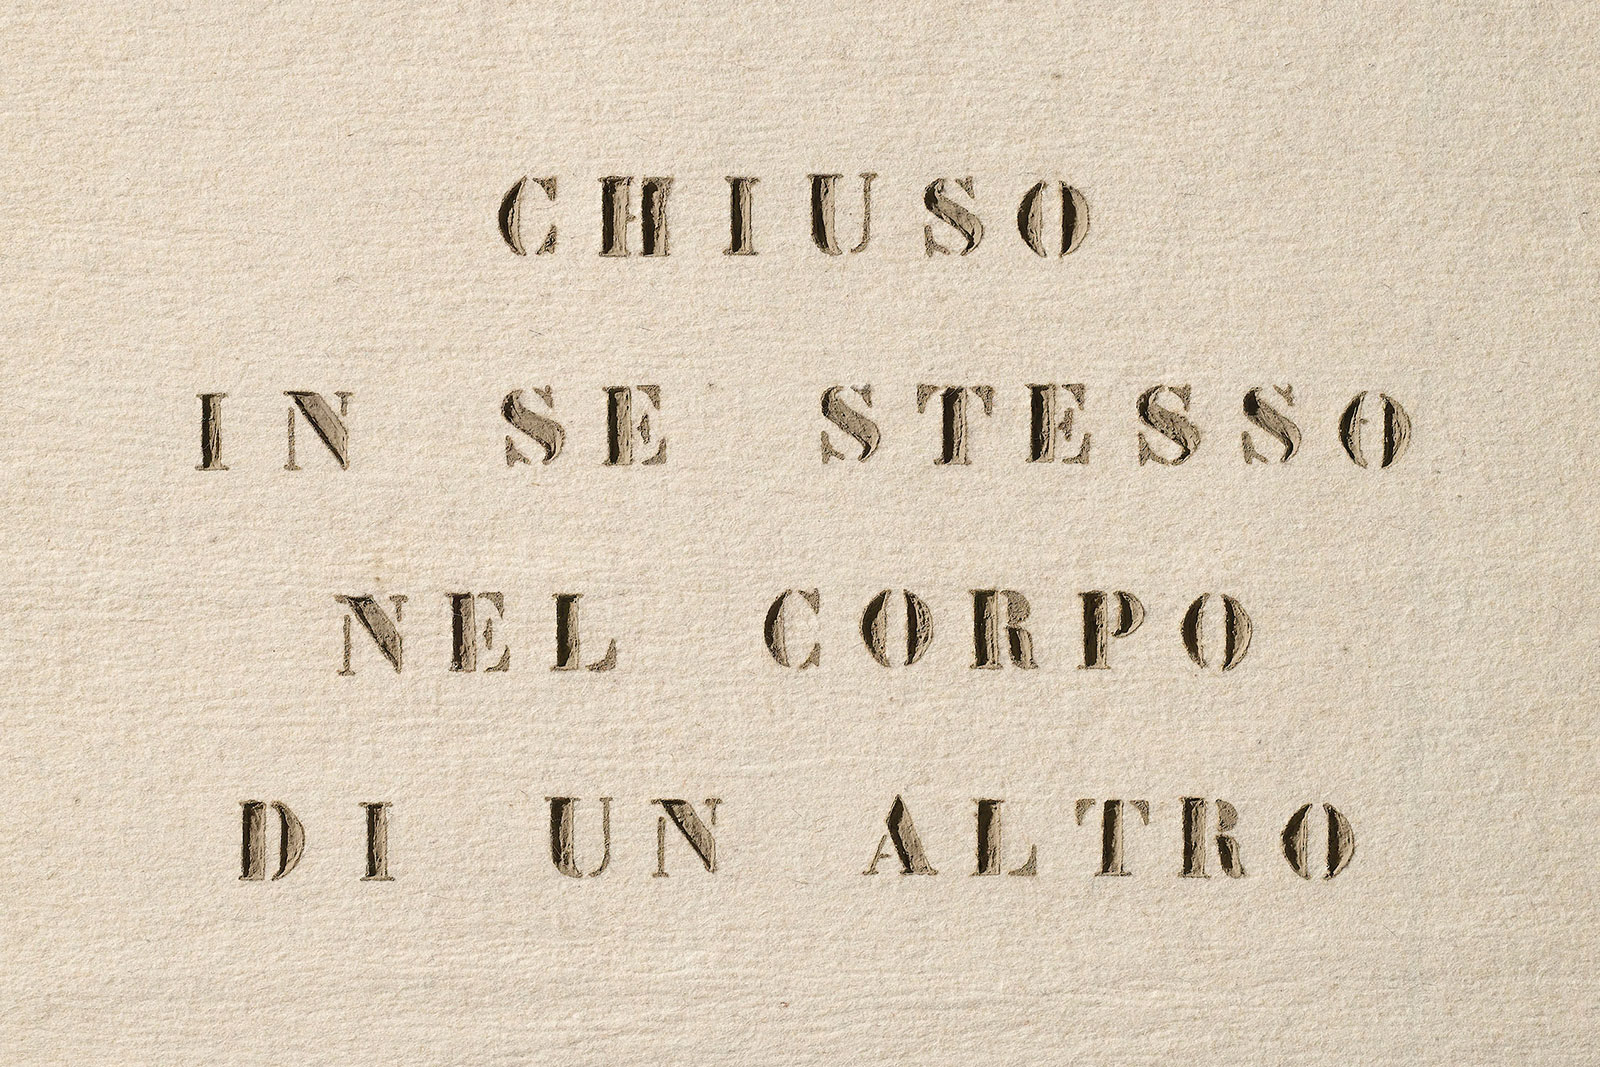 CHIUSO
IN SE STESSO
NEL CORPO
DI UN ALTRO